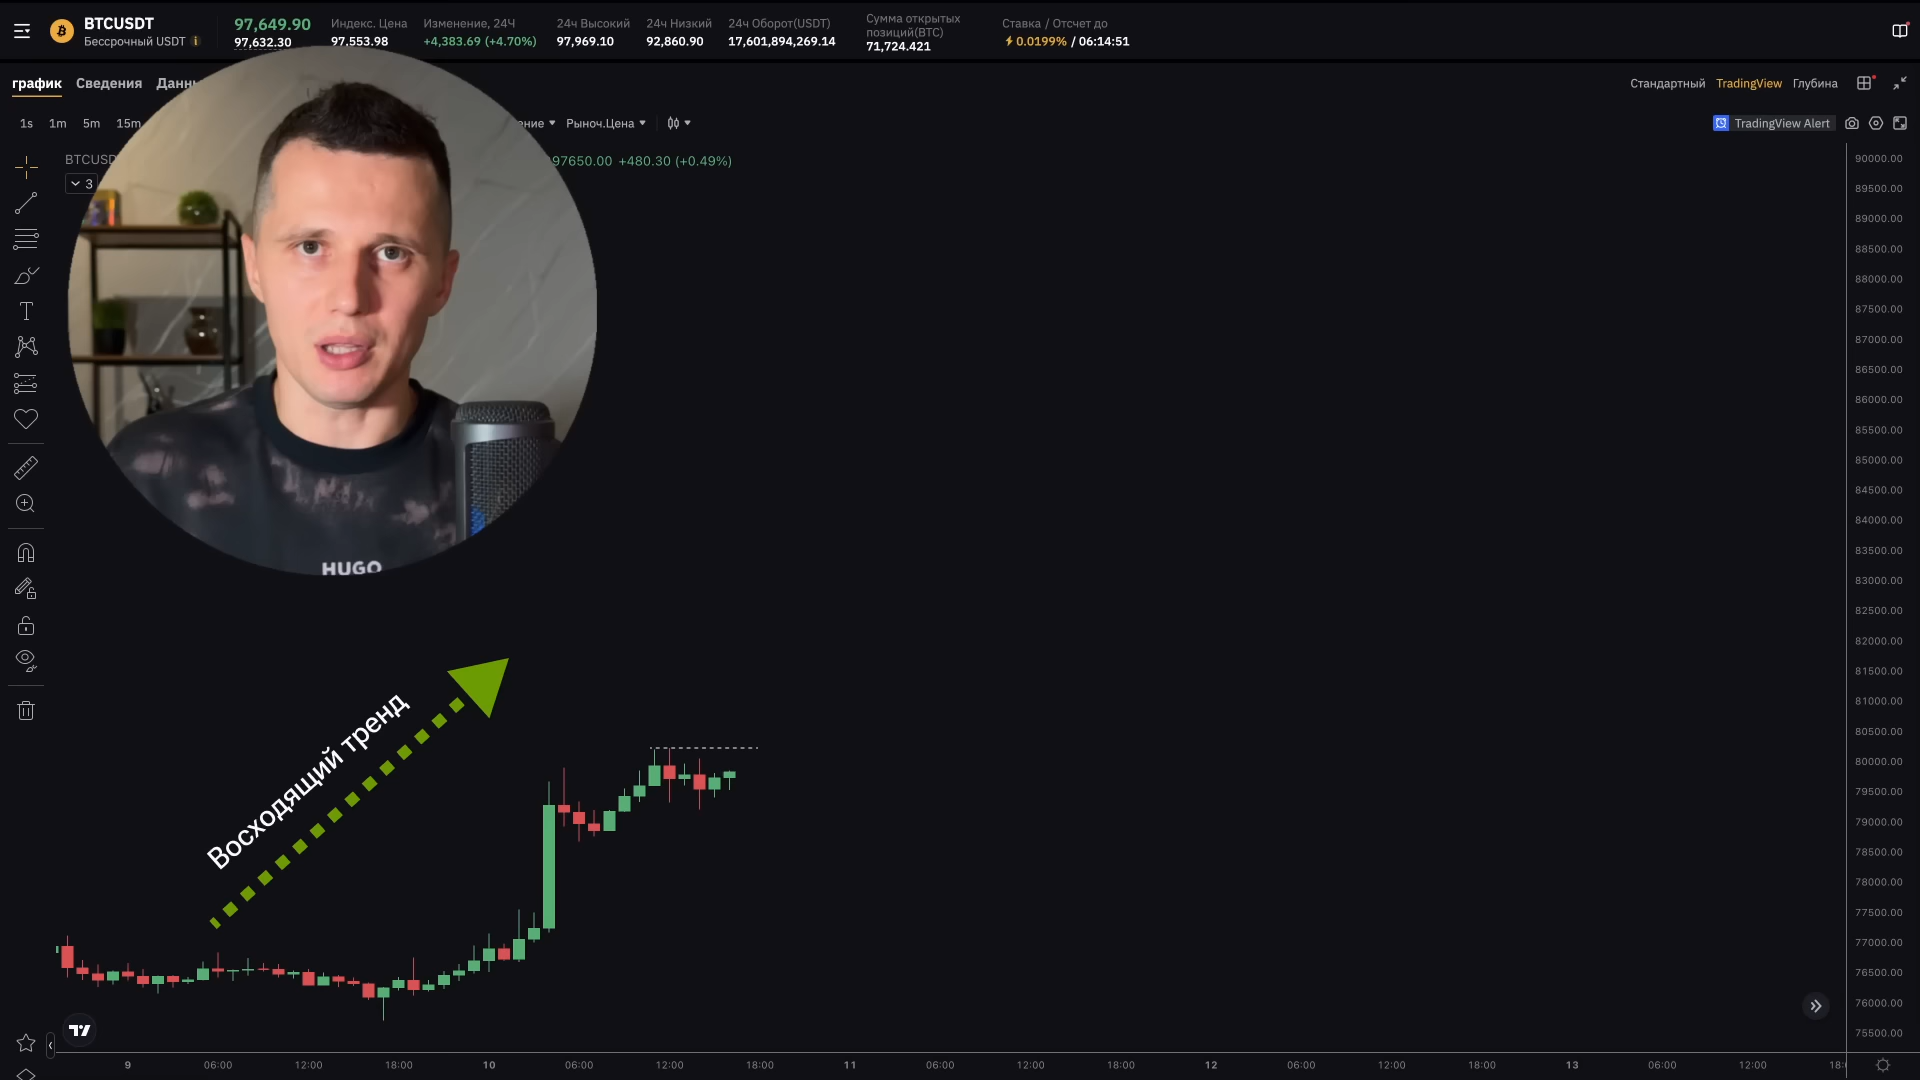 BTCUSDT
Бессрочный USDT
97,649.90
97,632.30
Индекс. Цена
97,553.98
Изменение, 24Ч
+4,383.69 (+4.70%)
24ч Высокий
97,969.10
24ч Низкий
92,860.90
24ч Оборот(USDT)
17,601,894,269.14
Сумма открытых
позиций(BTC)
71,724.421
Ставка / Отсчет до
0.0199% / 06:14:51
график Сведения
Стандартный TradingView Глубина
1s 1m 5m 15m
Рыноч.Цена
TradingView Alert
97650.00 +480.30 (+0.49%)
3
HUGO
Восходящий тренд
90000.00
89500.00
89000.00
88500.00
88000.00
87500.00
87000.00
86500.00
86000.00
85500.00
85000.00
84500.00
84000.00
83500.00
83000.00
82500.00
82000.00
81500.00
81000.00
80500.00
80000.00
79500.00
79000.00
78500.00
78000.00
77500.00
77000.00
76500.00
76000.00
75500.00
9 06:00 12:00 18:00 10 06:00 12:00 18:00 11 06:00 12:00 18:00 12 06:00 12:00 18:00 13 06:00 12:00